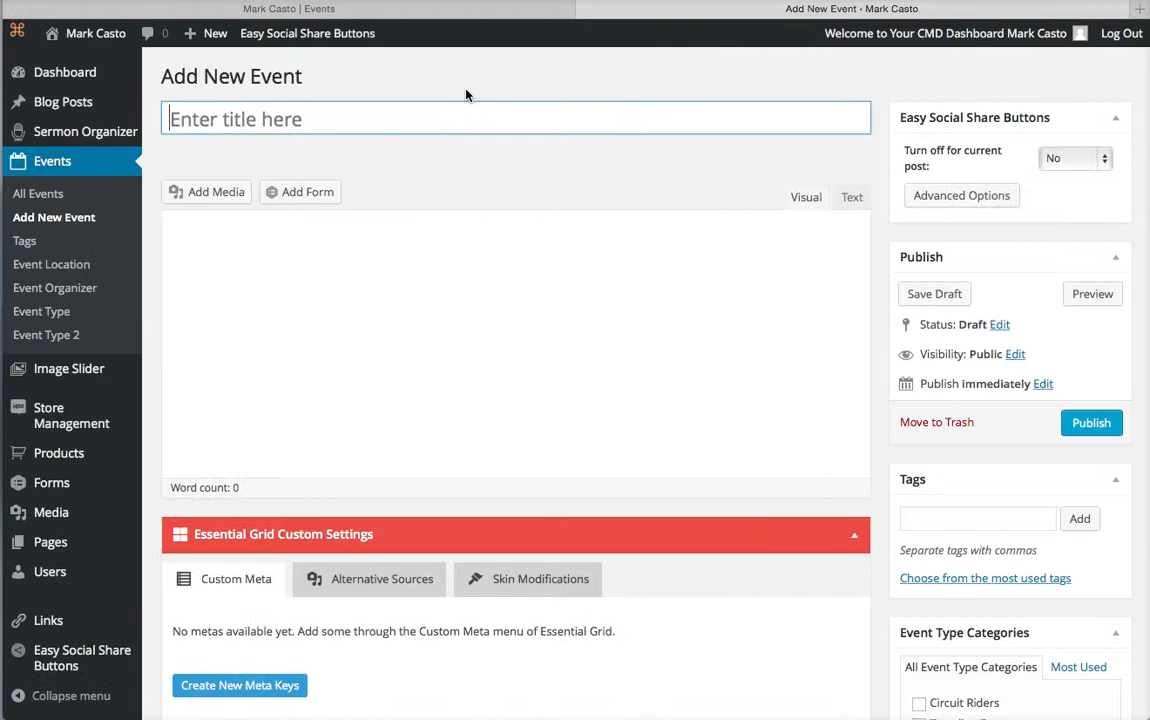 Mark Casto | Events
Add New Event ‹ Mark Casto
Mark Casto
0
New
Easy Social Share Buttons
Welcome to Your CMD Dashboard Mark Casto
Log Out
Dashboard
Blog Posts
Sermon Organizer
Events
All Events
Add New Event
Tags
Event Location
Event Organizer
Event Type
Event Type 2
Image Slider
Store
Management
Products
Forms
Media
Pages
Users
Links
Easy Social Share
Buttons
Collapse menu
Add New Event
Enter title here
Add Media
Add Form
Visual
Text
Word count: 0
Essential Grid Custom Settings
Custom Meta
Alternative Sources
Skin Modifications
No metas available yet. Add some through the Custom Meta menu of Essential Grid.
Create New Meta Keys
Easy Social Share Buttons
Turn off for current
post:
No
Advanced Options
Publish
Save Draft
Preview
Status: Draft Edit
Visibility: Public Edit
Publish immediately Edit
Move to Trash
Publish
Tags
Add
Separate tags with commas
Choose from the most used tags
Event Type Categories
All Event Type Categories
Most Used
Circuit Riders